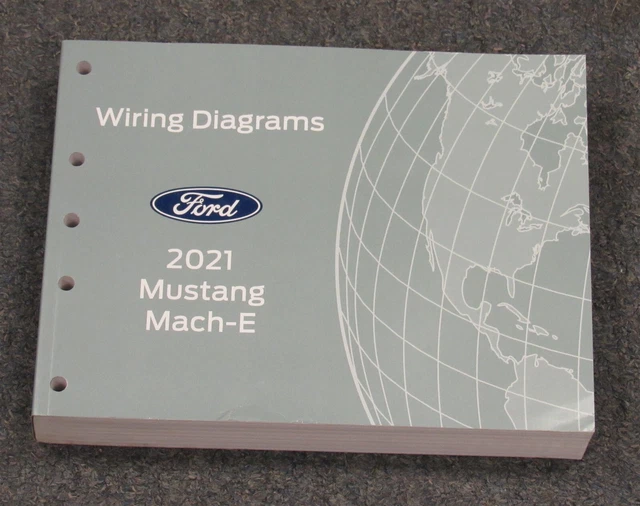 Wiring Diagrams
Ford
2021
Mustang
Mach-E